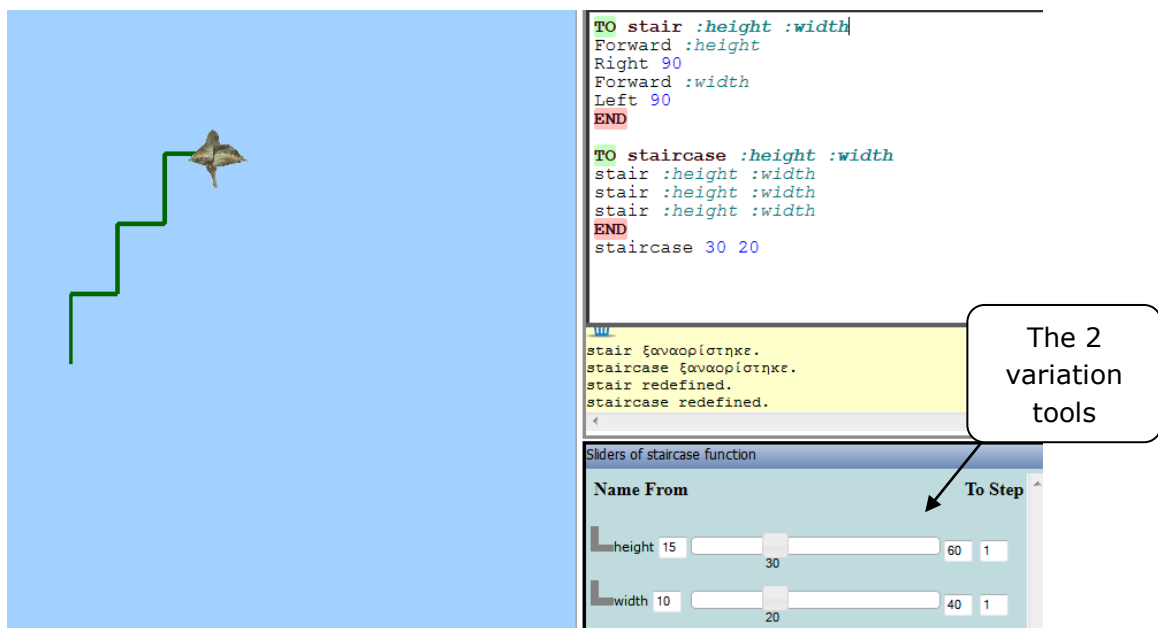 TO stair :height :width
Forward :height
Right 90
Forward :width
Left 90
END
TO staircase :height :width
stair :height :width
stair :height :width
stair :height :width
END
staircase 30 20
The 2
variation
tools
stair ξαναορίστηκε.
staircase ξαναορίστηκε.
stair redefined.
staircase redefined.
Sliders of staircase function
Name From To Step
height 15 60 1
30
width 10 40 1
20